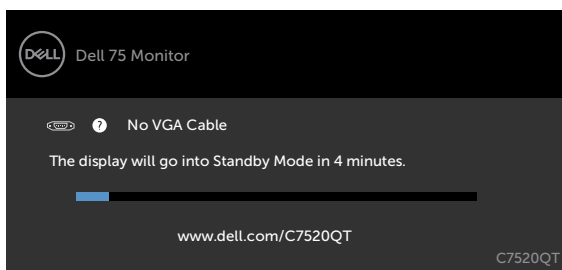 DELL
Dell 75 Monitor
? No VGA Cable
The display will go into Standby Mode in 4 minutes.
www.dell.com/C7520QT
C7520QT